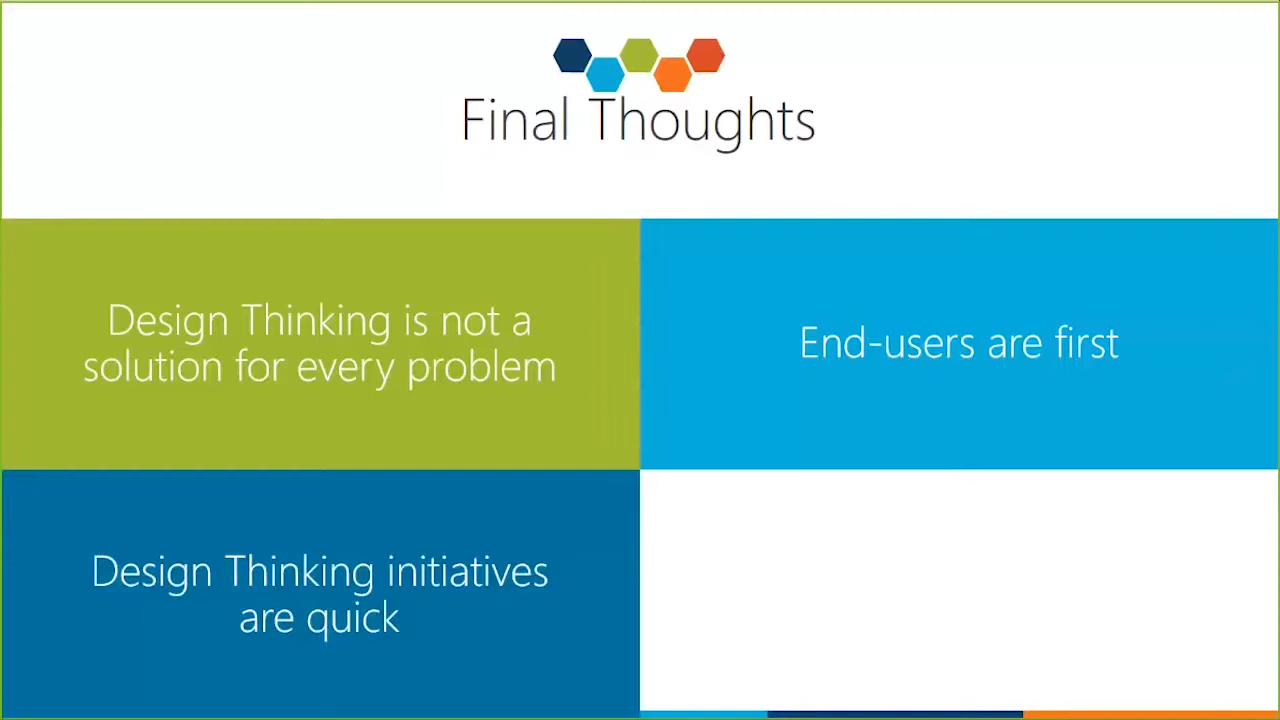 Final Thoughts
Design Thinking is not a
solution for every problem
End-users are first
Design Thinking initiatives
are quick